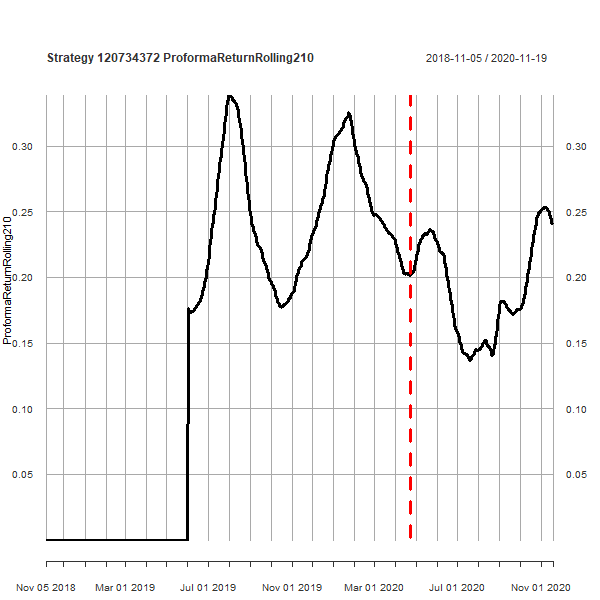 Strategy 120734372 ProformaReturnRolling210
2018-11-05 / 2020-11-19
ProformaReturnRolling210
0.30 0.30
0.25 0.25
0.20 0.20
0.15 0.15
0.10 0.10
0.05 0.05
Nov 05 2018 Mar 01 2019 Jul 01 2019 Nov 01 2019 Mar 01 2020 Jul 01 2020 Nov 01 2020